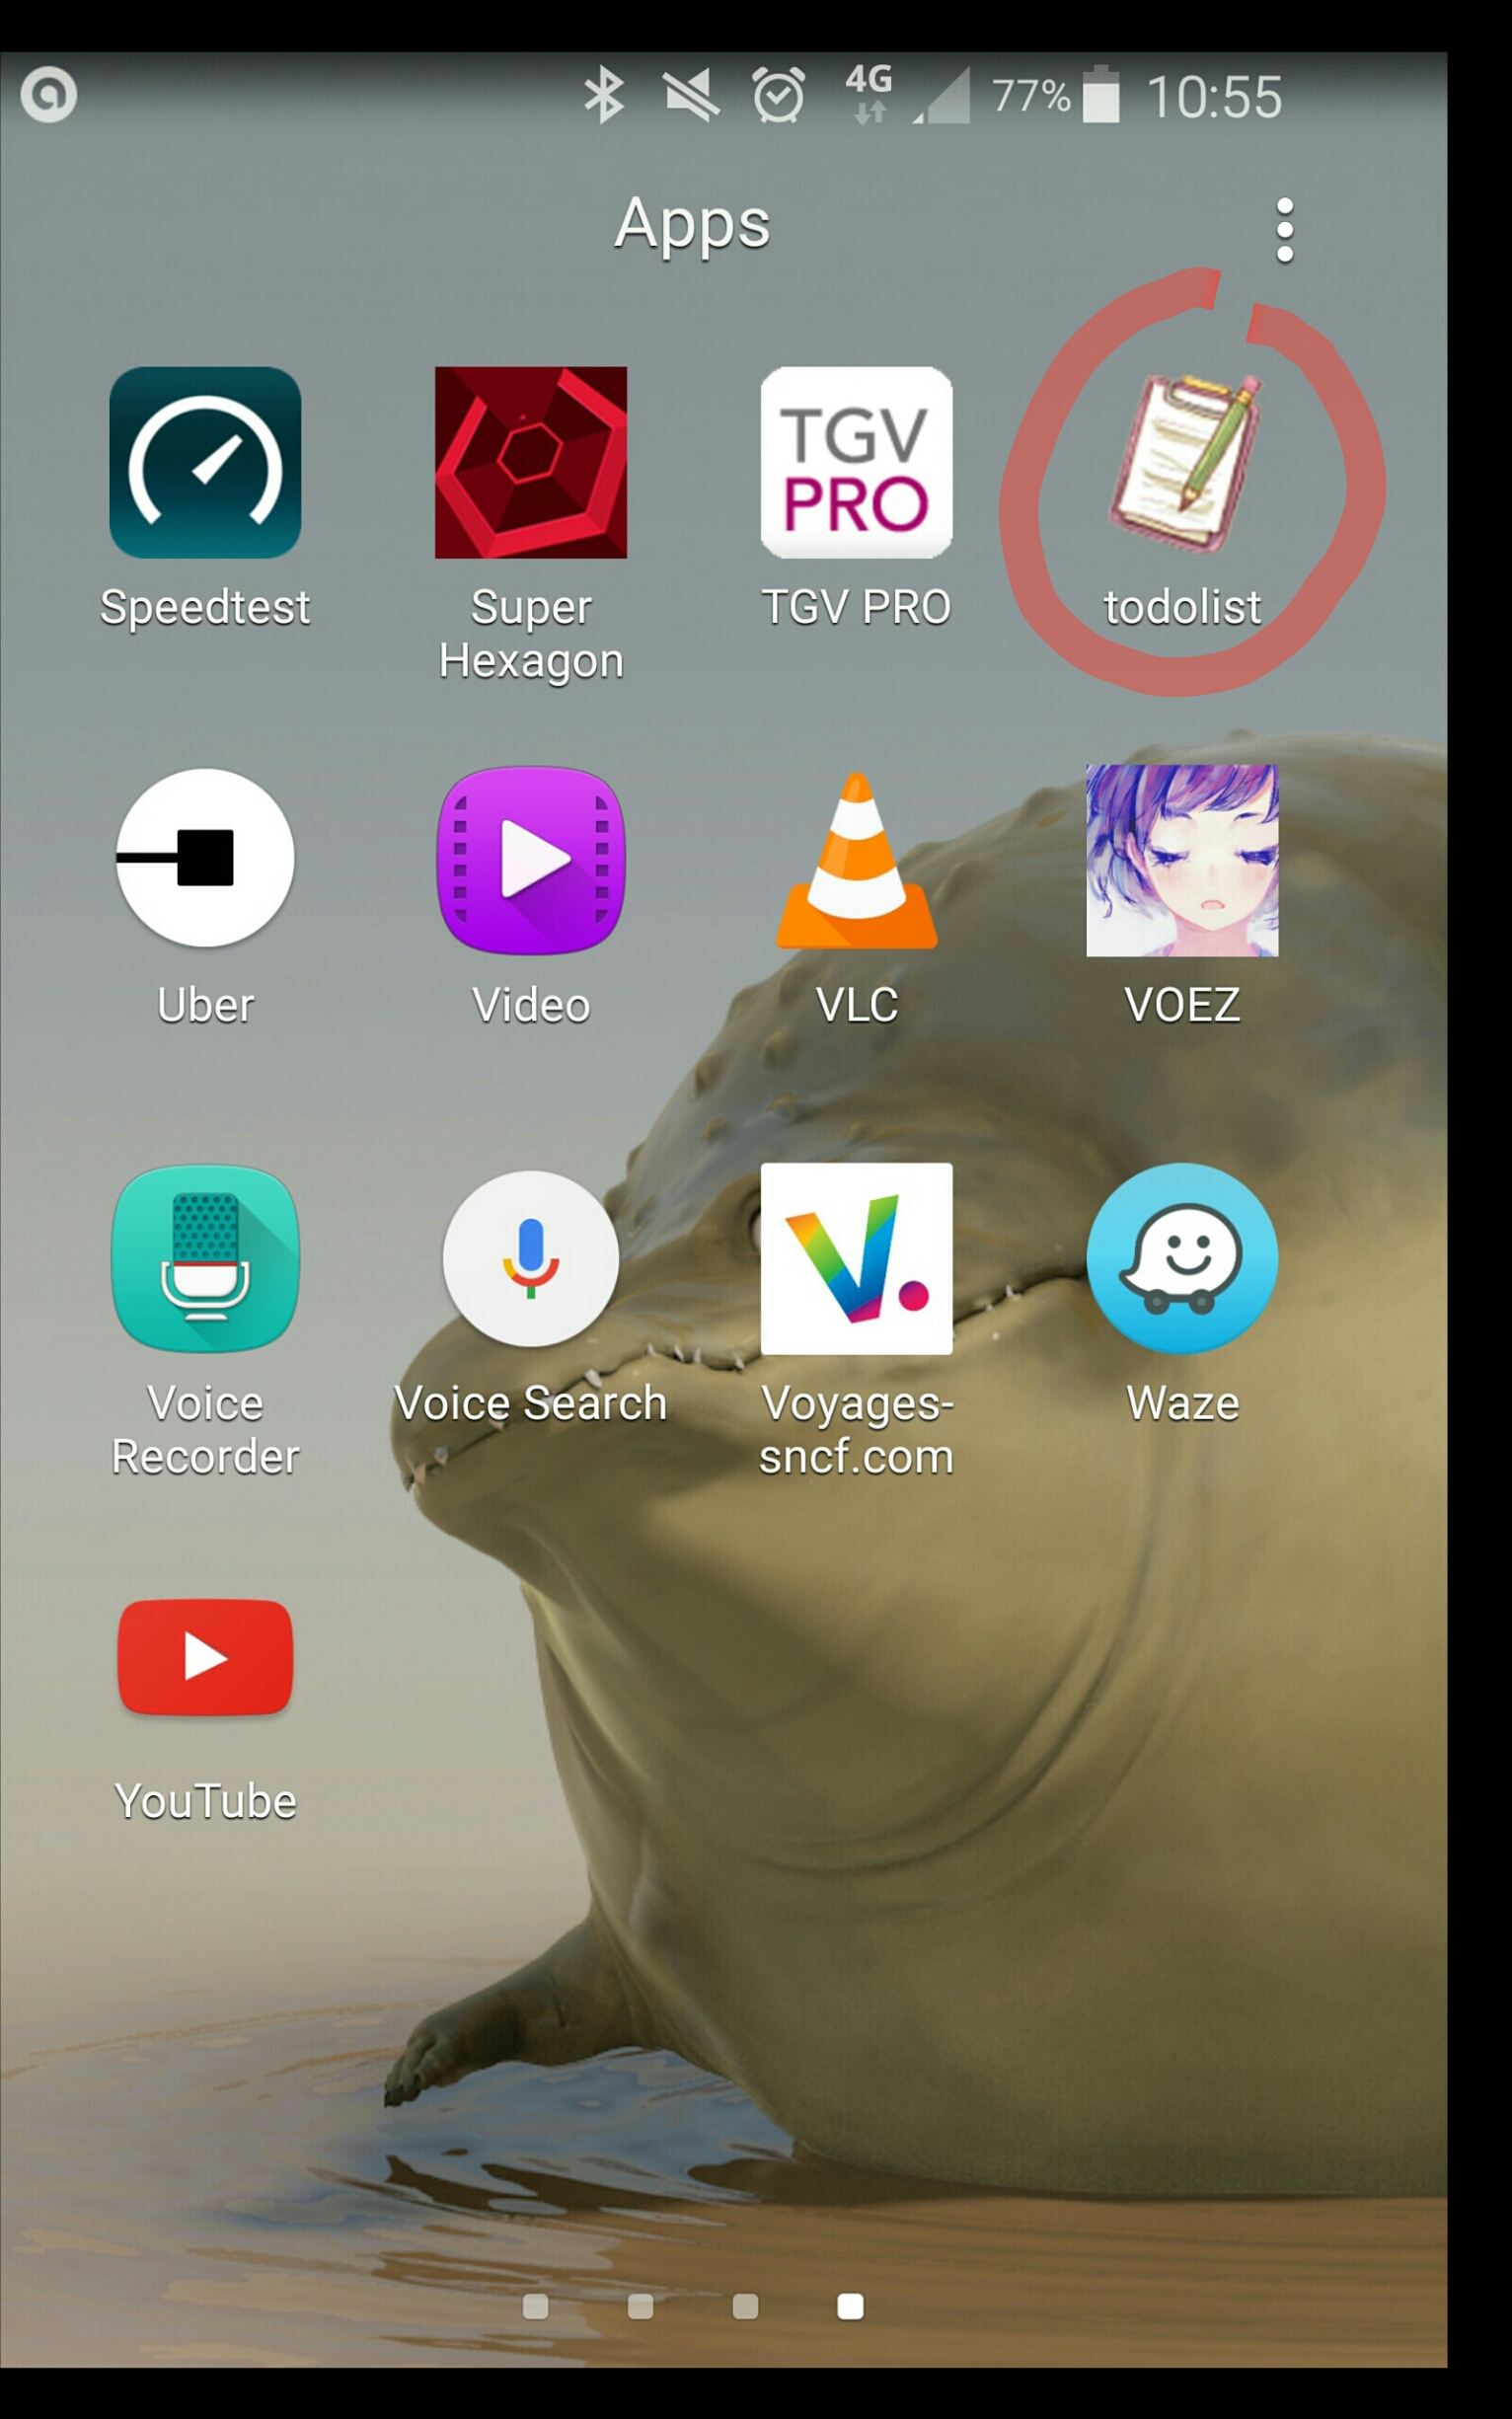 4G 77% 10:55
Apps
TGV
PRO
Speedtest
Super
Hexagon
TGV PRO
todolist
Uber
Video
VLC
VOEZ
V.
Voice
Recorder
Voice Search
Voyages-
sncf.com
Waze
YouTube